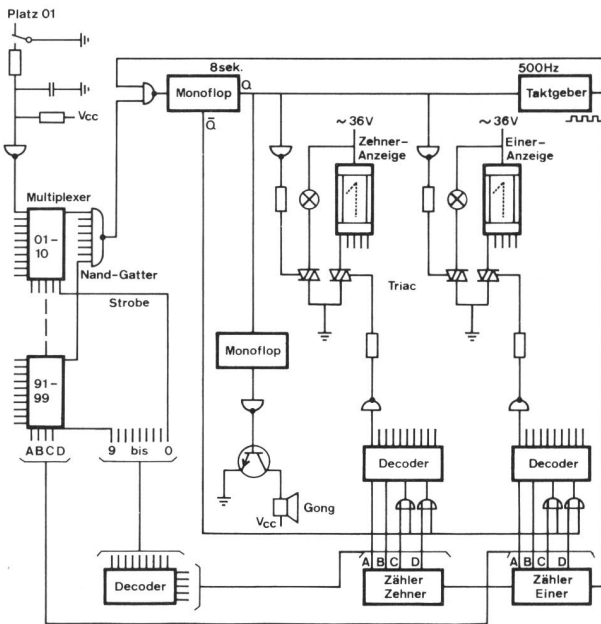 Platz 01
8sek.
Monoflop
Q
Q̅
500Hz
Taktgeber
Vcc
~36V
Zehner-
Anzeige
~36V
Einer-
Anzeige
Multiplexer
01-
10
Nand-Gatter
Strobe
Triac
Monoflop
91-
99
ABCD
9 bis 0
Decoder
Decoder
Gong
Vcc
A B C D
A B C D
Decoder
Zähler
Zehner
Zähler
Einer